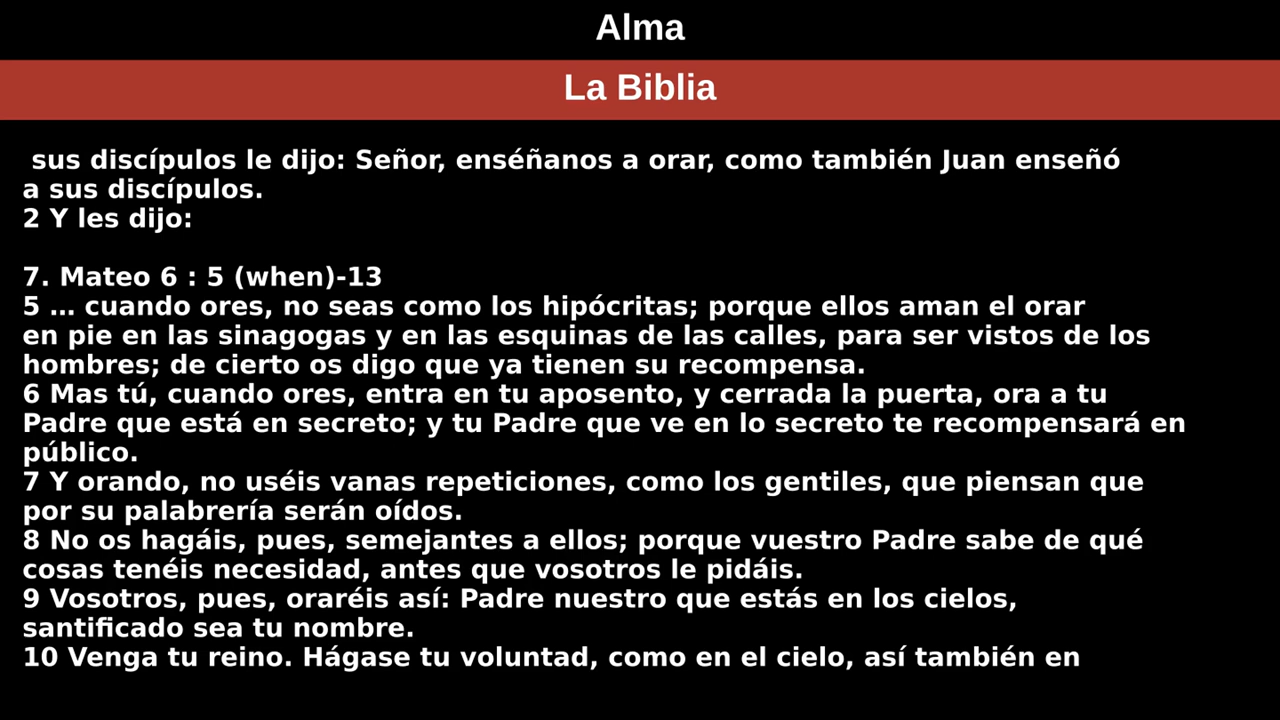 Alma
La Biblia
sus discípulos le dijo: Señor, enséñanos a orar, como también Juan enseñó
a sus discípulos.
2 Y les dijo:
7. Mateo 6 : 5 (when)-13
5 … cuando ores, no seas como los hipócritas; porque ellos aman el orar
en pie en las sinagogas y en las esquinas de las calles, para ser vistos de los
hombres; de cierto os digo que ya tienen su recompensa.
6 Mas tú, cuando ores, entra en tu aposento, y cerrada la puerta, ora a tu
Padre que está en secreto; y tu Padre que ve en lo secreto te recompensará en
público.
7 Y orando, no uséis vanas repeticiones, como los gentiles, que piensan que
por su palabrería serán oídos.
8 No os hagáis, pues, semejantes a ellos; porque vuestro Padre sabe de qué
cosas tenéis necesidad, antes que vosotros le pidáis.
9 Vosotros, pues, oraréis así: Padre nuestro que estás en los cielos,
santificado sea tu nombre.
10 Venga tu reino. Hágase tu voluntad, como en el cielo, así también en